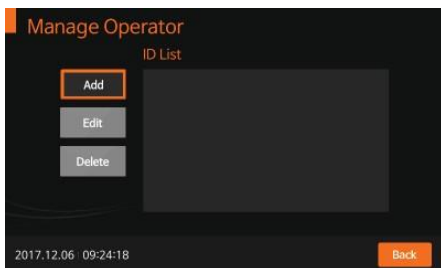 Manage Operator
ID List
Add
Edit
Delete
2017.12.06 09:24:18
Back